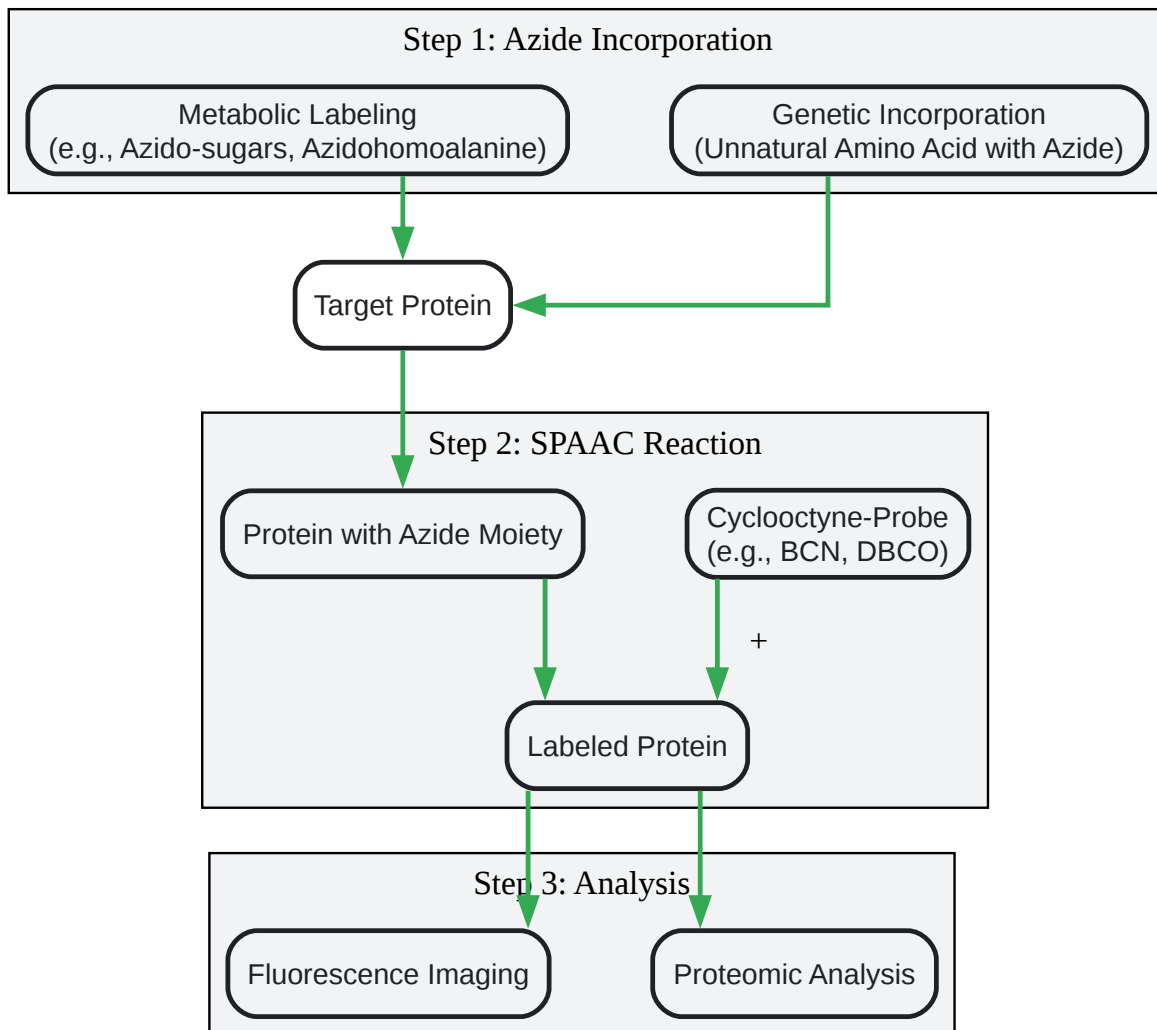 Step 1: Azide Incorporation
Metabolic Labeling
(e.g., Azido-sugars, Azidohomoalanine)
Genetic Incorporation
(Unnatural Amino Acid with Azide)
Target Protein
Step 2: SPAAC Reaction
Protein with Azide Moiety
Cyclooctyne-Probe
(e.g., BCN, DBCO)
+
Labeled Protein
Step 3: Analysis
Fluorescence Imaging
Proteomic Analysis